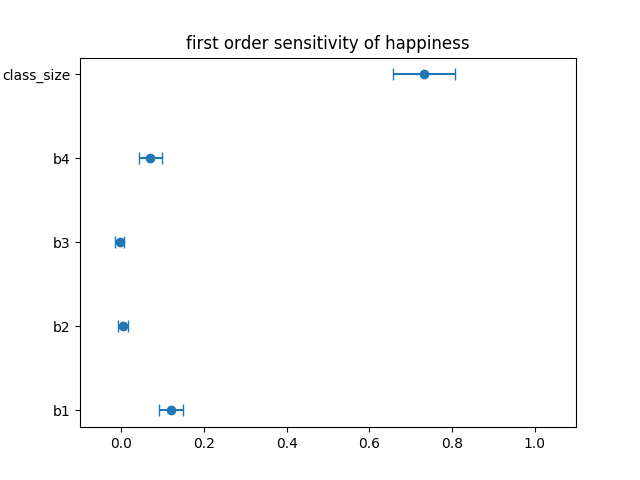 first order sensitivity of happiness
class_size
b4
b3
b2
b1
0.0 0.2 0.4 0.6 0.8 1.0